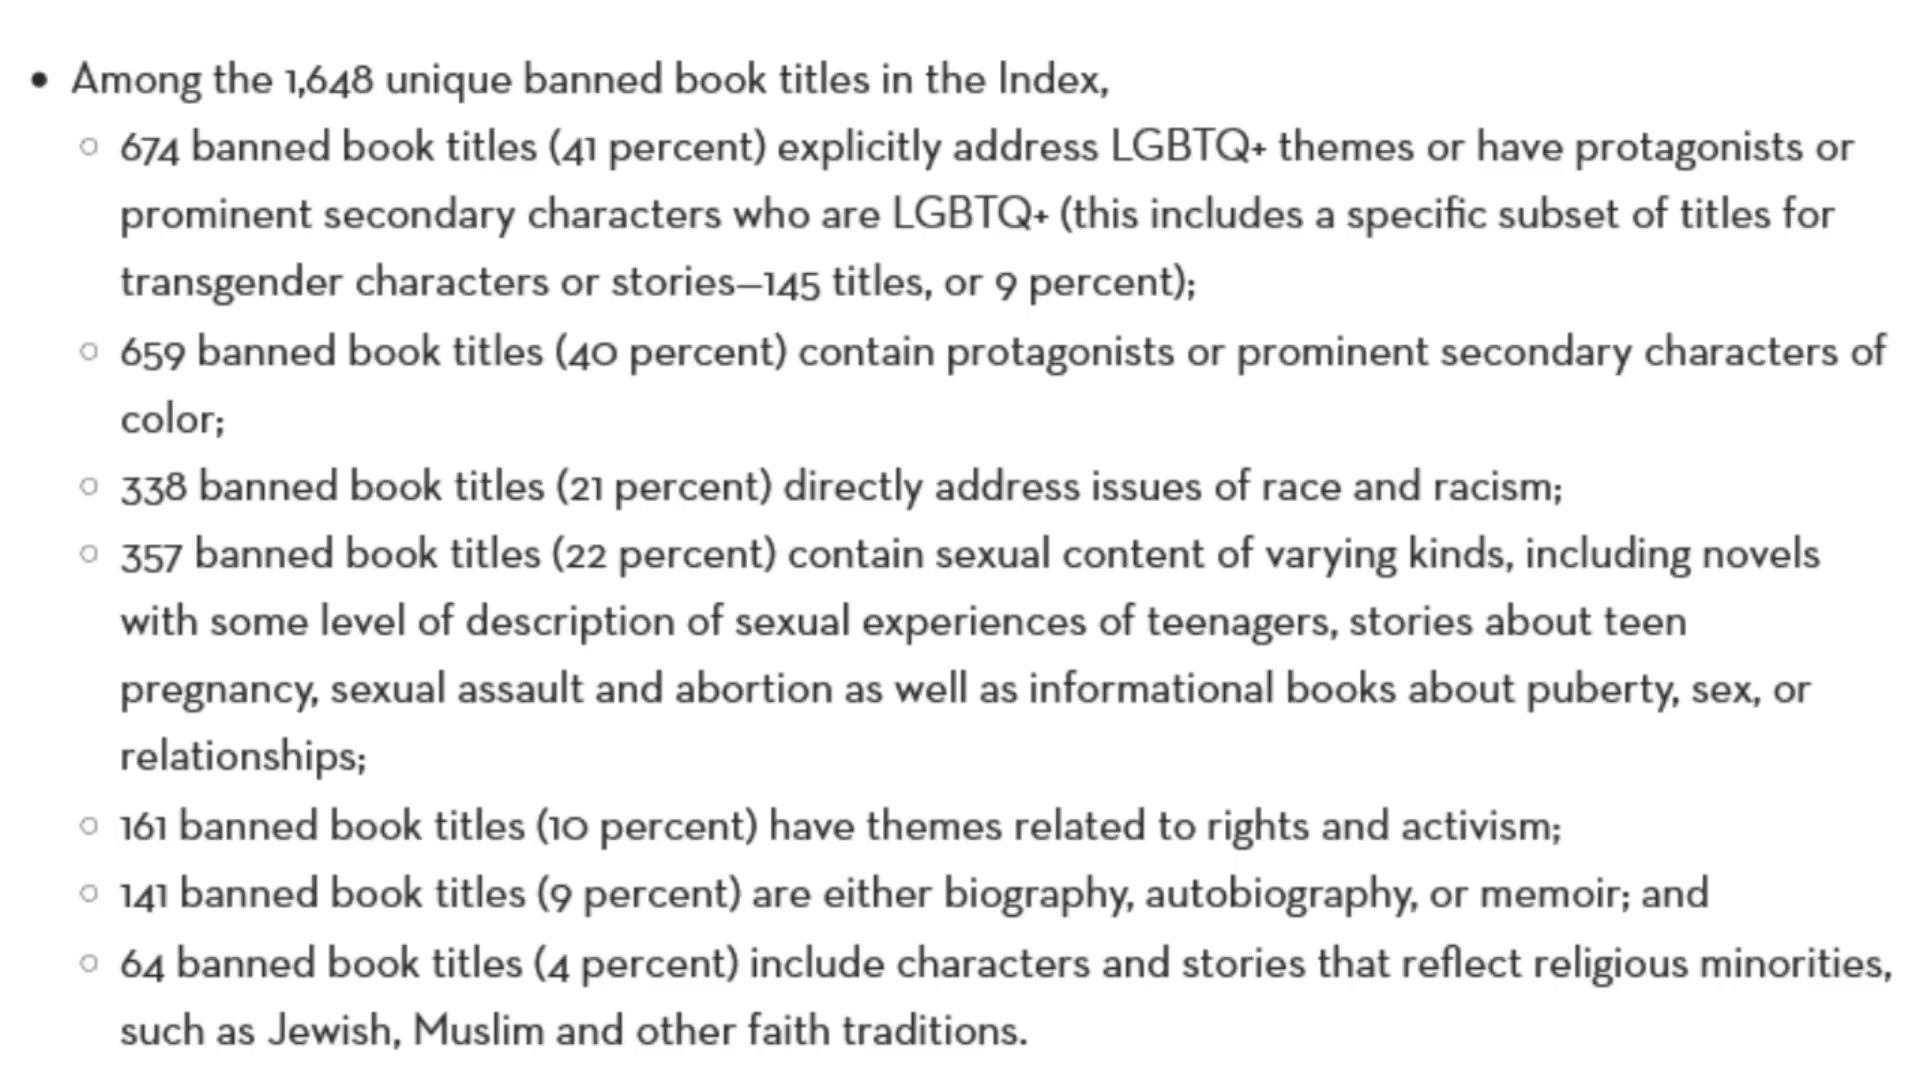 • Among the 1,648 unique banned book titles in the Index,
○ 674 banned book titles (41 percent) explicitly address LGBTQ+ themes or have protagonists or
prominent secondary characters who are LGBTQ+ (this includes a specific subset of titles for
transgender characters or stories—145 titles, or 9 percent);
○ 659 banned book titles (40 percent) contain protagonists or prominent secondary characters of
color;
○ 338 banned book titles (21 percent) directly address issues of race and racism;
○ 357 banned book titles (22 percent) contain sexual content of varying kinds, including novels
with some level of description of sexual experiences of teenagers, stories about teen
pregnancy, sexual assault and abortion as well as informational books about puberty, sex, or
relationships;
○ 161 banned book titles (10 percent) have themes related to rights and activism;
○ 141 banned book titles (9 percent) are either biography, autobiography, or memoir; and
○ 64 banned book titles (4 percent) include characters and stories that reflect religious minorities,
such as Jewish, Muslim and other faith traditions.